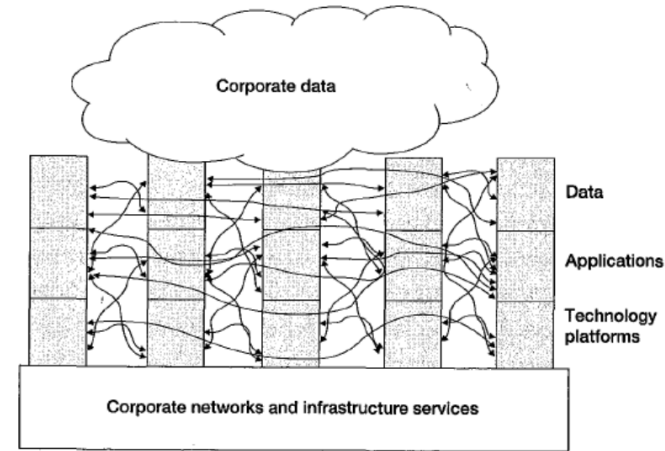 Corporate data
Data
Applications
Technology
platforms
Corporate networks and infrastructure services